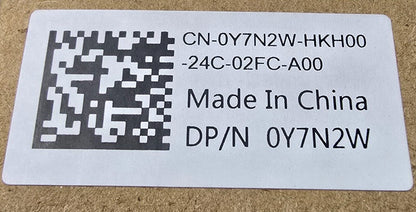 CN-0Y7N2W-HKH00
-24C-02FC-A00
Made In China
DP/N 0Y7N2W